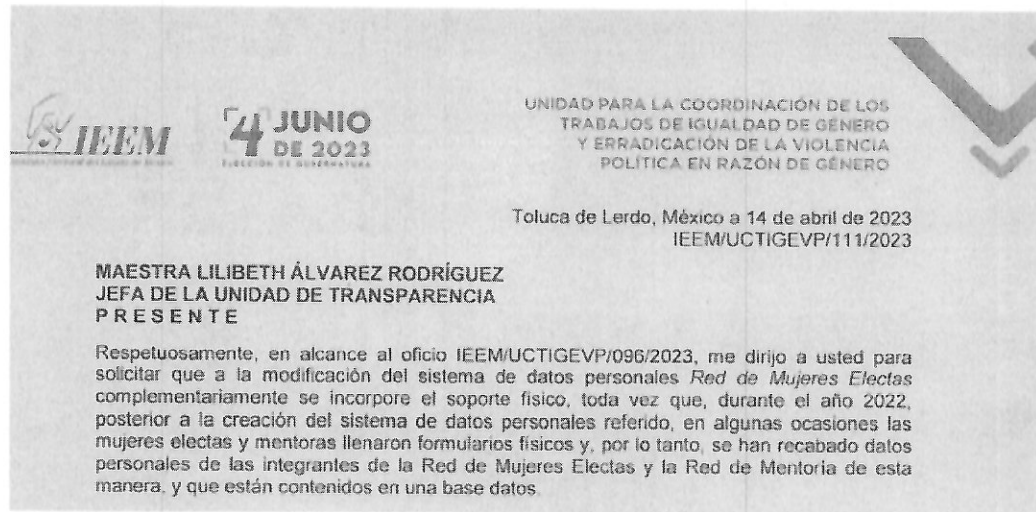 IEEM
4 JUNIO
DE 2023
ELECCIÓN DE GUBERNATURA
UNIDAD PARA LA COORDINACIÓN DE LOS
TRABAJOS DE IGUALDAD DE GÉNERO
Y ERRADICACIÓN DE LA VIOLENCIA
POLÍTICA EN RAZÓN DE GÉNERO
Toluca de Lerdo, México a 14 de abril de 2023
IEEM/UCTIGEVP/111/2023
MAESTRA LILIBETH ÁLVAREZ RODRÍGUEZ
JEFA DE LA UNIDAD DE TRANSPARENCIA
P R E S E N T E
Respetuosamente, en alcance al oficio IEEM/UCTIGEVP/096/2023, me dirijo a usted para
solicitar que a la modificación del sistema de datos personales Red de Mujeres Electas
complementariamente se incorpore el soporte físico, toda vez que, durante el año 2022,
posterior a la creación del sistema de datos personales referido, en algunas ocasiones las
mujeres electas y mentoras llenaron formularios físicos y, por lo tanto, se han recabado datos
personales de las integrantes de la Red de Mujeres Electas y la Red de Mentoria de esta
manera, y que están contenidos en una base datos.